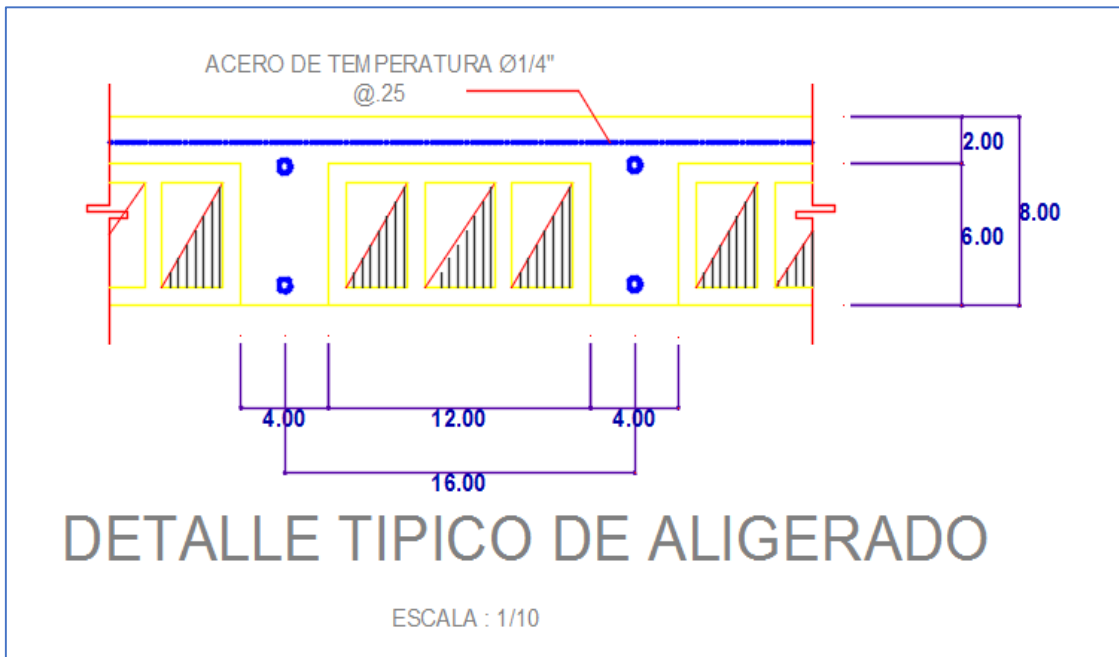 ACERO DE TEMPERATURA Ø1/4"
@.25
2.00
8.00
6.00
4.00 12.00 4.00
16.00
DETALLE TIPICO DE ALIGERADO
ESCALA : 1/10